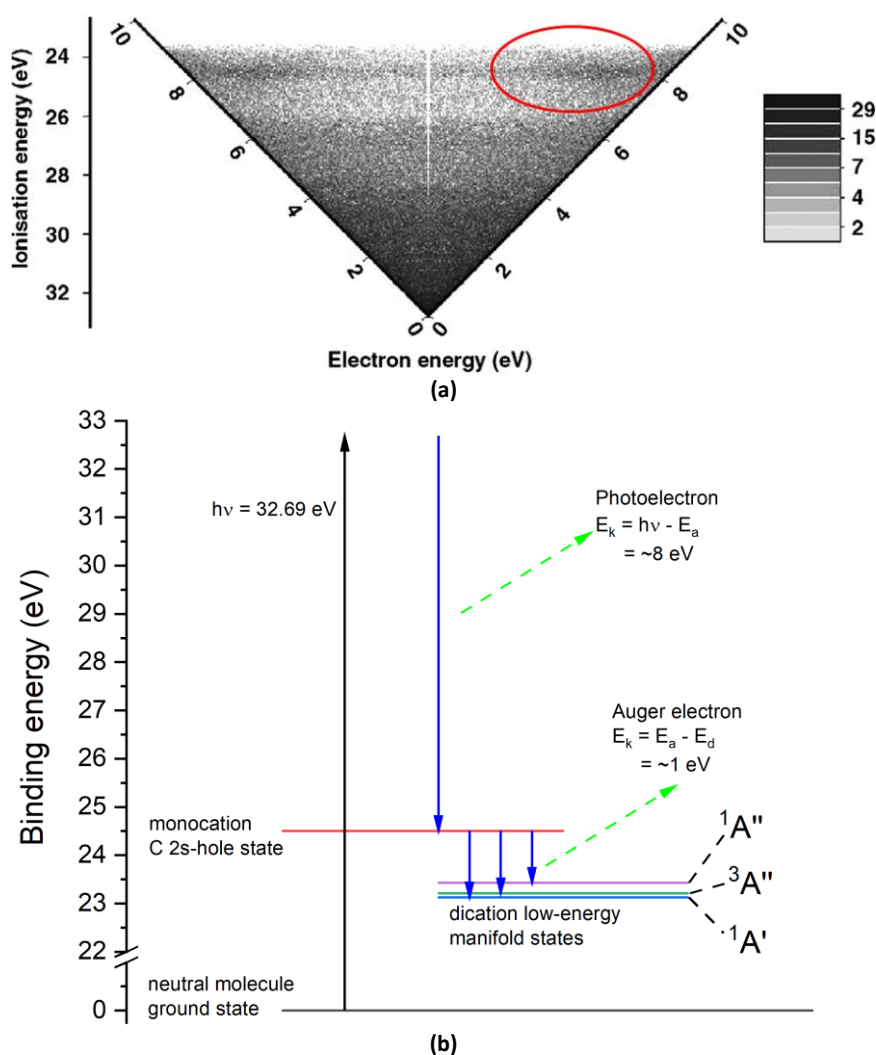 24
26
28
30
32
Ionisation energy (eV)
10
8
6
4
2
0
0
2
4
6
8
10
Electron energy (eV)
29
15
7
4
2
(a)
33
32
31
30
29
28
27
26
25
24
23
22
0
Binding energy (eV)
hν = 32.69 eV
Photoelectron
Eₖ = hν - Eₐ
= ~8 eV
Auger electron
Eₖ = Eₐ - E_d
= ~1 eV
monocation
C 2s-hole state
¹A"
³A"
¹A'
dication low-energy
manifold states
neutral molecule
ground state
(b)